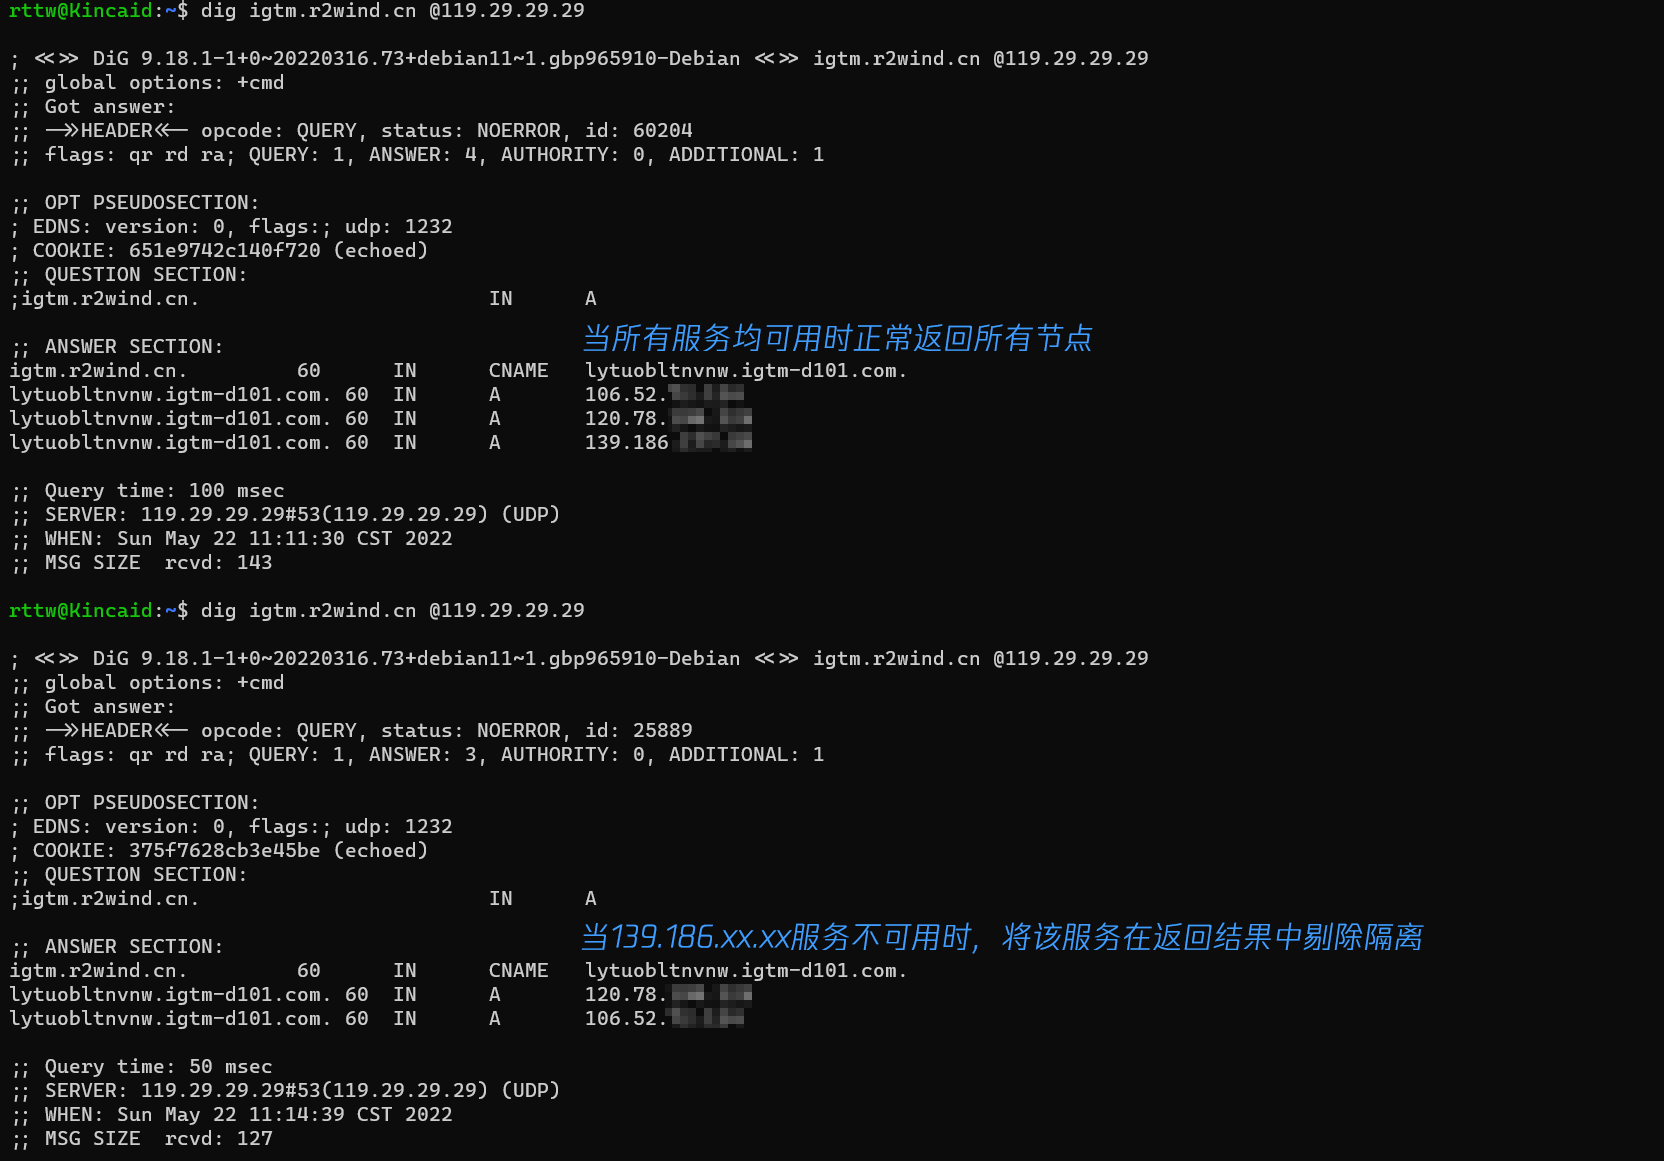 rttw@Kincaid:~$ dig igtm.r2wind.cn @119.29.29.29
; <<>> DiG 9.18.1-1+0~20220316.73+debian11~1.gbp965910-Debian <<>> igtm.r2wind.cn @119.29.29.29
;; global options: +cmd
;; Got answer:
;; ->>HEADER<<- opcode: QUERY, status: NOERROR, id: 60204
;; flags: qr rd ra; QUERY: 1, ANSWER: 4, AUTHORITY: 0, ADDITIONAL: 1
;; OPT PSEUDOSECTION:
; EDNS: version: 0, flags:; udp: 1232
; COOKIE: 651e9742c140f720 (echoed)
;; QUESTION SECTION:
;igtm.r2wind.cn. IN A
当所有服务均可用时正常返回所有节点
;; ANSWER SECTION:
igtm.r2wind.cn. 60 IN CNAME lytuobltnvnw.igtm-d101.com.
lytuobltnvnw.igtm-d101.com. 60 IN A 106.52.
lytuobltnvnw.igtm-d101.com. 60 IN A 120.78.
lytuobltnvnw.igtm-d101.com. 60 IN A 139.186
;; Query time: 100 msec
;; SERVER: 119.29.29.29#53(119.29.29.29) (UDP)
;; WHEN: Sun May 22 11:11:30 CST 2022
;; MSG SIZE rcvd: 143
rttw@Kincaid:~$ dig igtm.r2wind.cn @119.29.29.29
; <<>> DiG 9.18.1-1+0~20220316.73+debian11~1.gbp965910-Debian <<>> igtm.r2wind.cn @119.29.29.29
;; global options: +cmd
;; Got answer:
;; ->>HEADER<<- opcode: QUERY, status: NOERROR, id: 25889
;; flags: qr rd ra; QUERY: 1, ANSWER: 3, AUTHORITY: 0, ADDITIONAL: 1
;; OPT PSEUDOSECTION:
; EDNS: version: 0, flags:; udp: 1232
; COOKIE: 375f7628cb3e45be (echoed)
;; QUESTION SECTION:
;igtm.r2wind.cn. IN A
当139.186.xx.xx服务不可用时，将该服务在返回结果中剔除隔离
;; ANSWER SECTION:
igtm.r2wind.cn. 60 IN CNAME lytuobltnvnw.igtm-d101.com.
lytuobltnvnw.igtm-d101.com. 60 IN A 120.78.
lytuobltnvnw.igtm-d101.com. 60 IN A 106.52.
;; Query time: 50 msec
;; SERVER: 119.29.29.29#53(119.29.29.29) (UDP)
;; WHEN: Sun May 22 11:14:39 CST 2022
;; MSG SIZE rcvd: 127